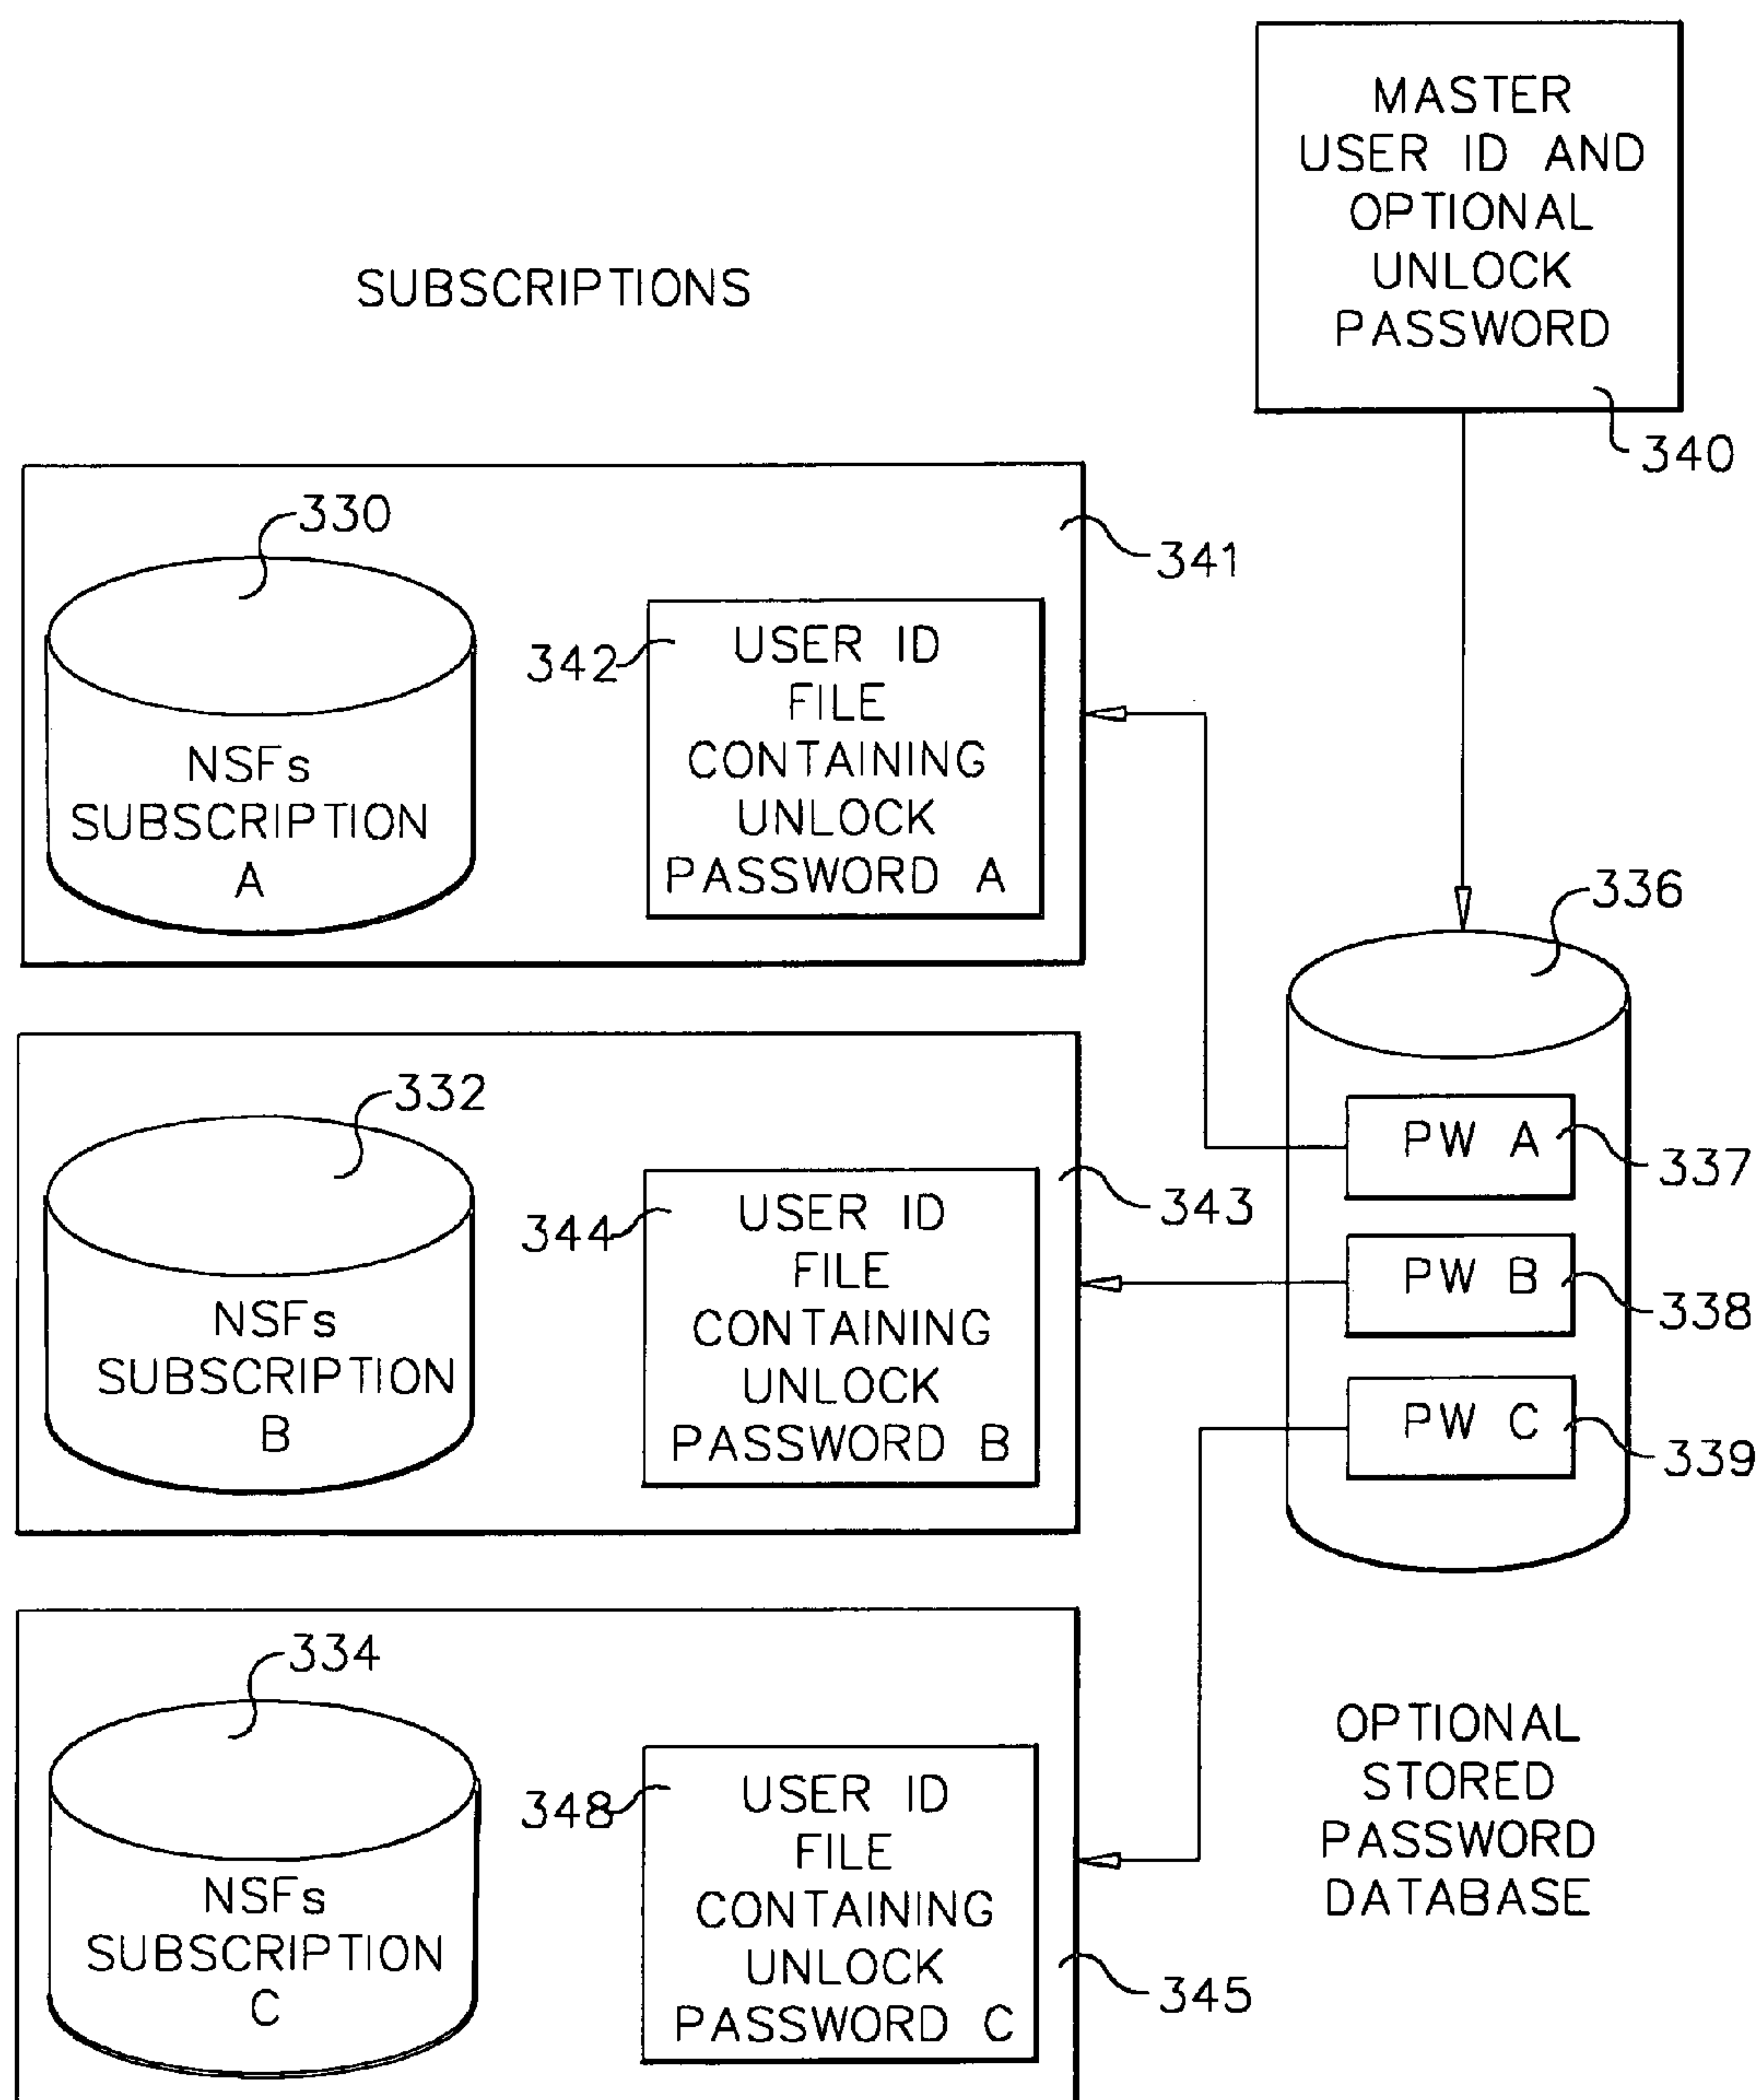 MASTER
USER ID AND
OPTIONAL
UNLOCK
PASSWORD
340
SUBSCRIPTIONS
330
341
342
USER ID
FILE
CONTAINING
UNLOCK
PASSWORD A
NSFs
SUBSCRIPTION
A
336
332
343
344
USER ID
FILE
CONTAINING
UNLOCK
PASSWORD B
NSFs
SUBSCRIPTION
B
PW A
337
PW B
338
PW C
339
334
348
USER ID
FILE
CONTAINING
UNLOCK
PASSWORD C
345
NSFs
SUBSCRIPTION
C
OPTIONAL
STORED
PASSWORD
DATABASE